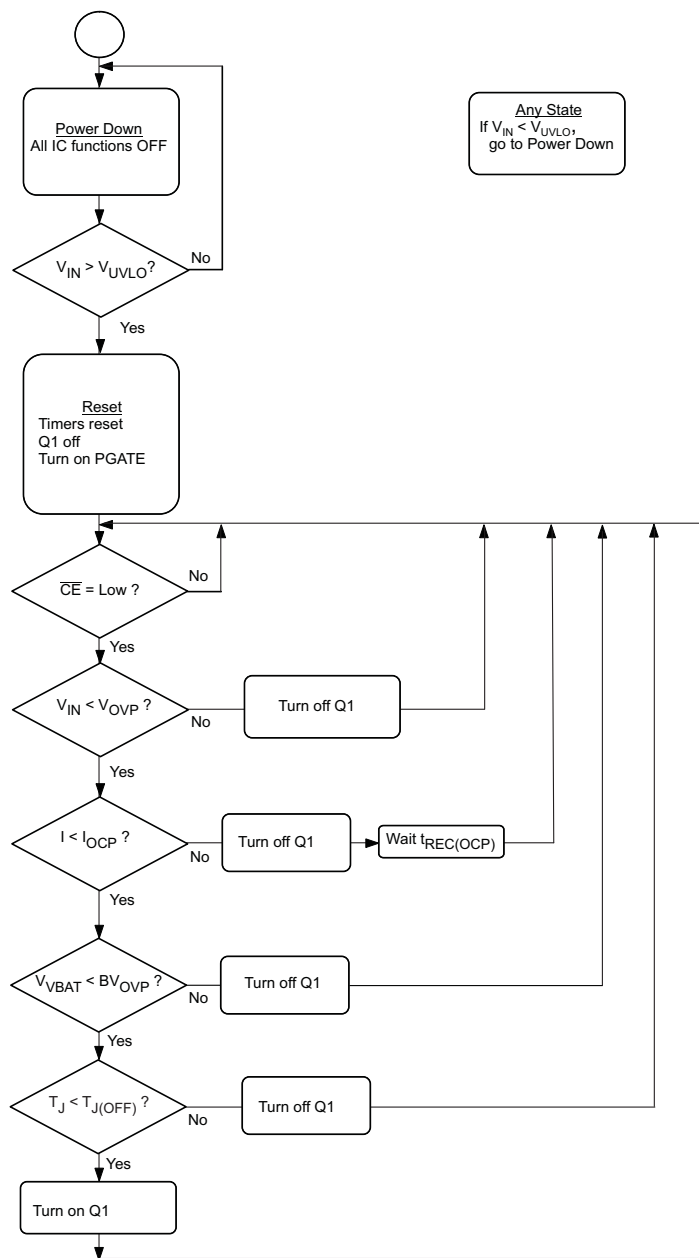 Power Down
All IC functions OFF
Any State
If V_IN < V_UVLO,
go to Power Down
V_IN > V_UVLO?
No
Yes
Reset
Timers reset
Q1 off
Turn on PGATE
C̅E̅ = Low ?
No
Yes
V_IN < V_OVP ?
No
Turn off Q1
Yes
I < I_OCP ?
No
Turn off Q1
Wait t_REC(OCP)
Yes
V_VBAT < BV_OVP ?
No
Turn off Q1
Yes
T_J < T_J(OFF) ?
No
Turn off Q1
Yes
Turn on Q1